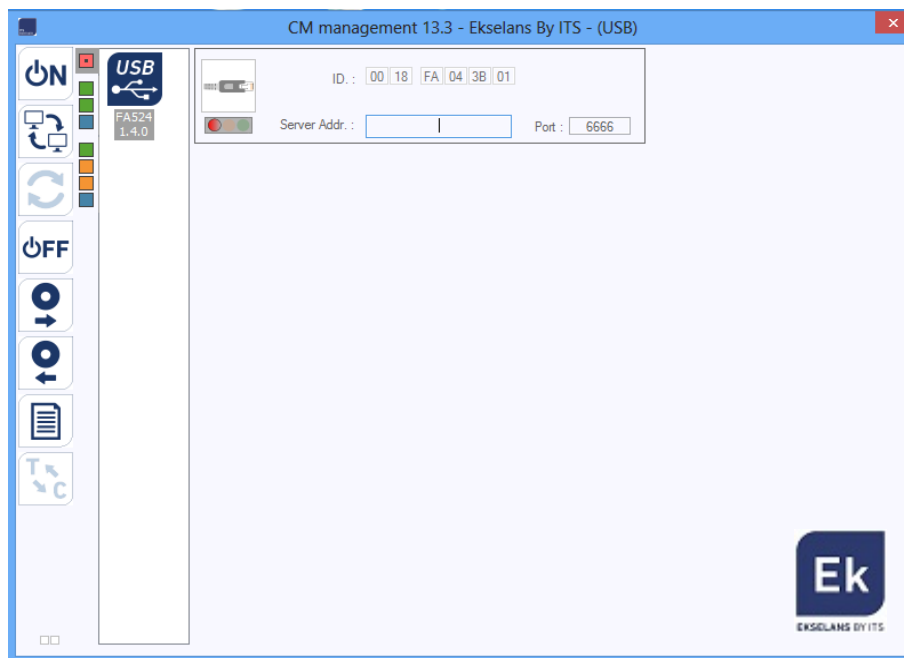 CM management 13.3 - Ekselans By ITS - (USB)
ON
USB
FA524
1.4.0
ID. : 00 18 FA 04 3B 01
Server Addr. :
Port : 6666
OFF
T
C
Ek
EKSELANS BY ITS